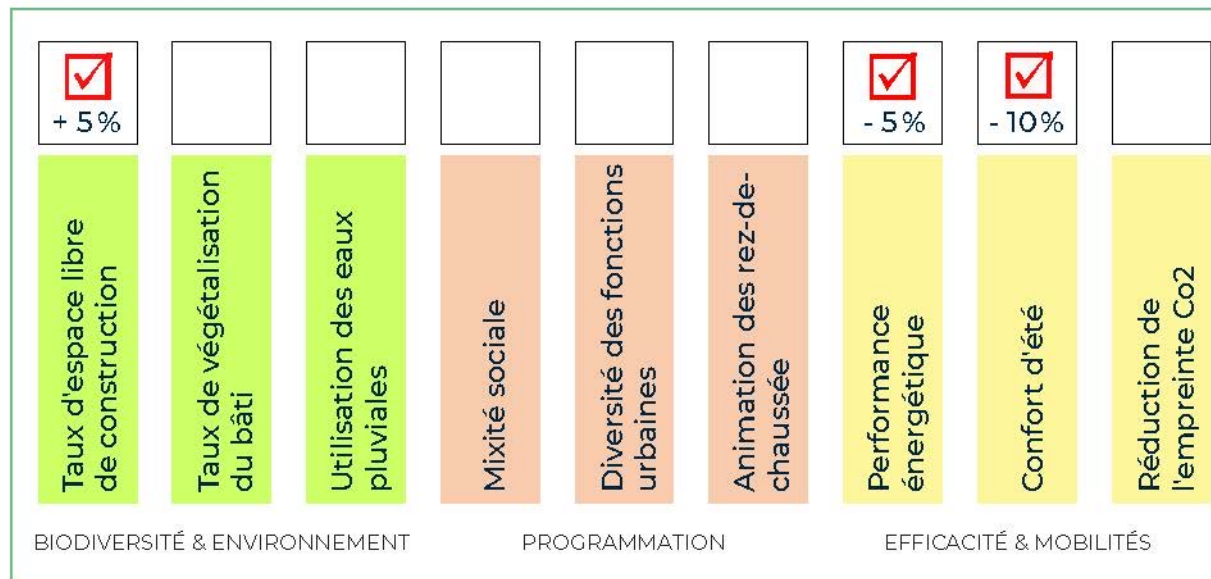 + 5%
- 5%
- 10%
Taux d'espace libre
de construction
Taux de végétalisation
du bâti
Utilisation des eaux
pluviales
Mixité sociale
Diversité des fonctions
urbaines
Animation des rez-de-
chaussée
Performance
énergétique
Confort d'été
Réduction de
l'empreinte Co2
BIODIVERSITÉ & ENVIRONNEMENT
PROGRAMMATION
EFFICACITÉ & MOBILITÉS